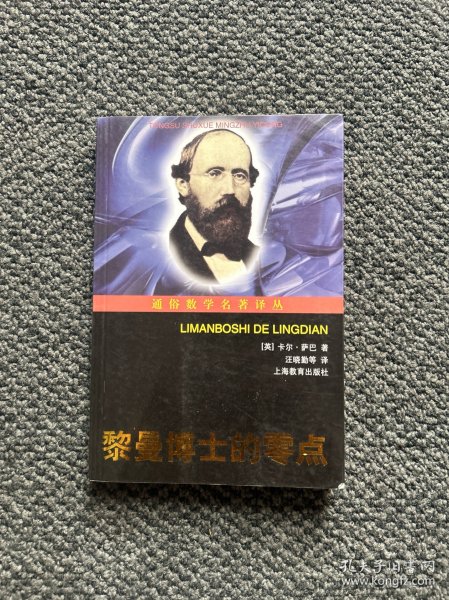 TONGSU SHUXUE MINGZHU YICONG
通俗数学名著译丛
LIMANBOSHI DE LINGDIAN
[英] 卡尔·萨巴 著
汪晓勤等 译
上海教育出版社
黎曼博士的零点
孔夫子旧书网
www.kongfz.com